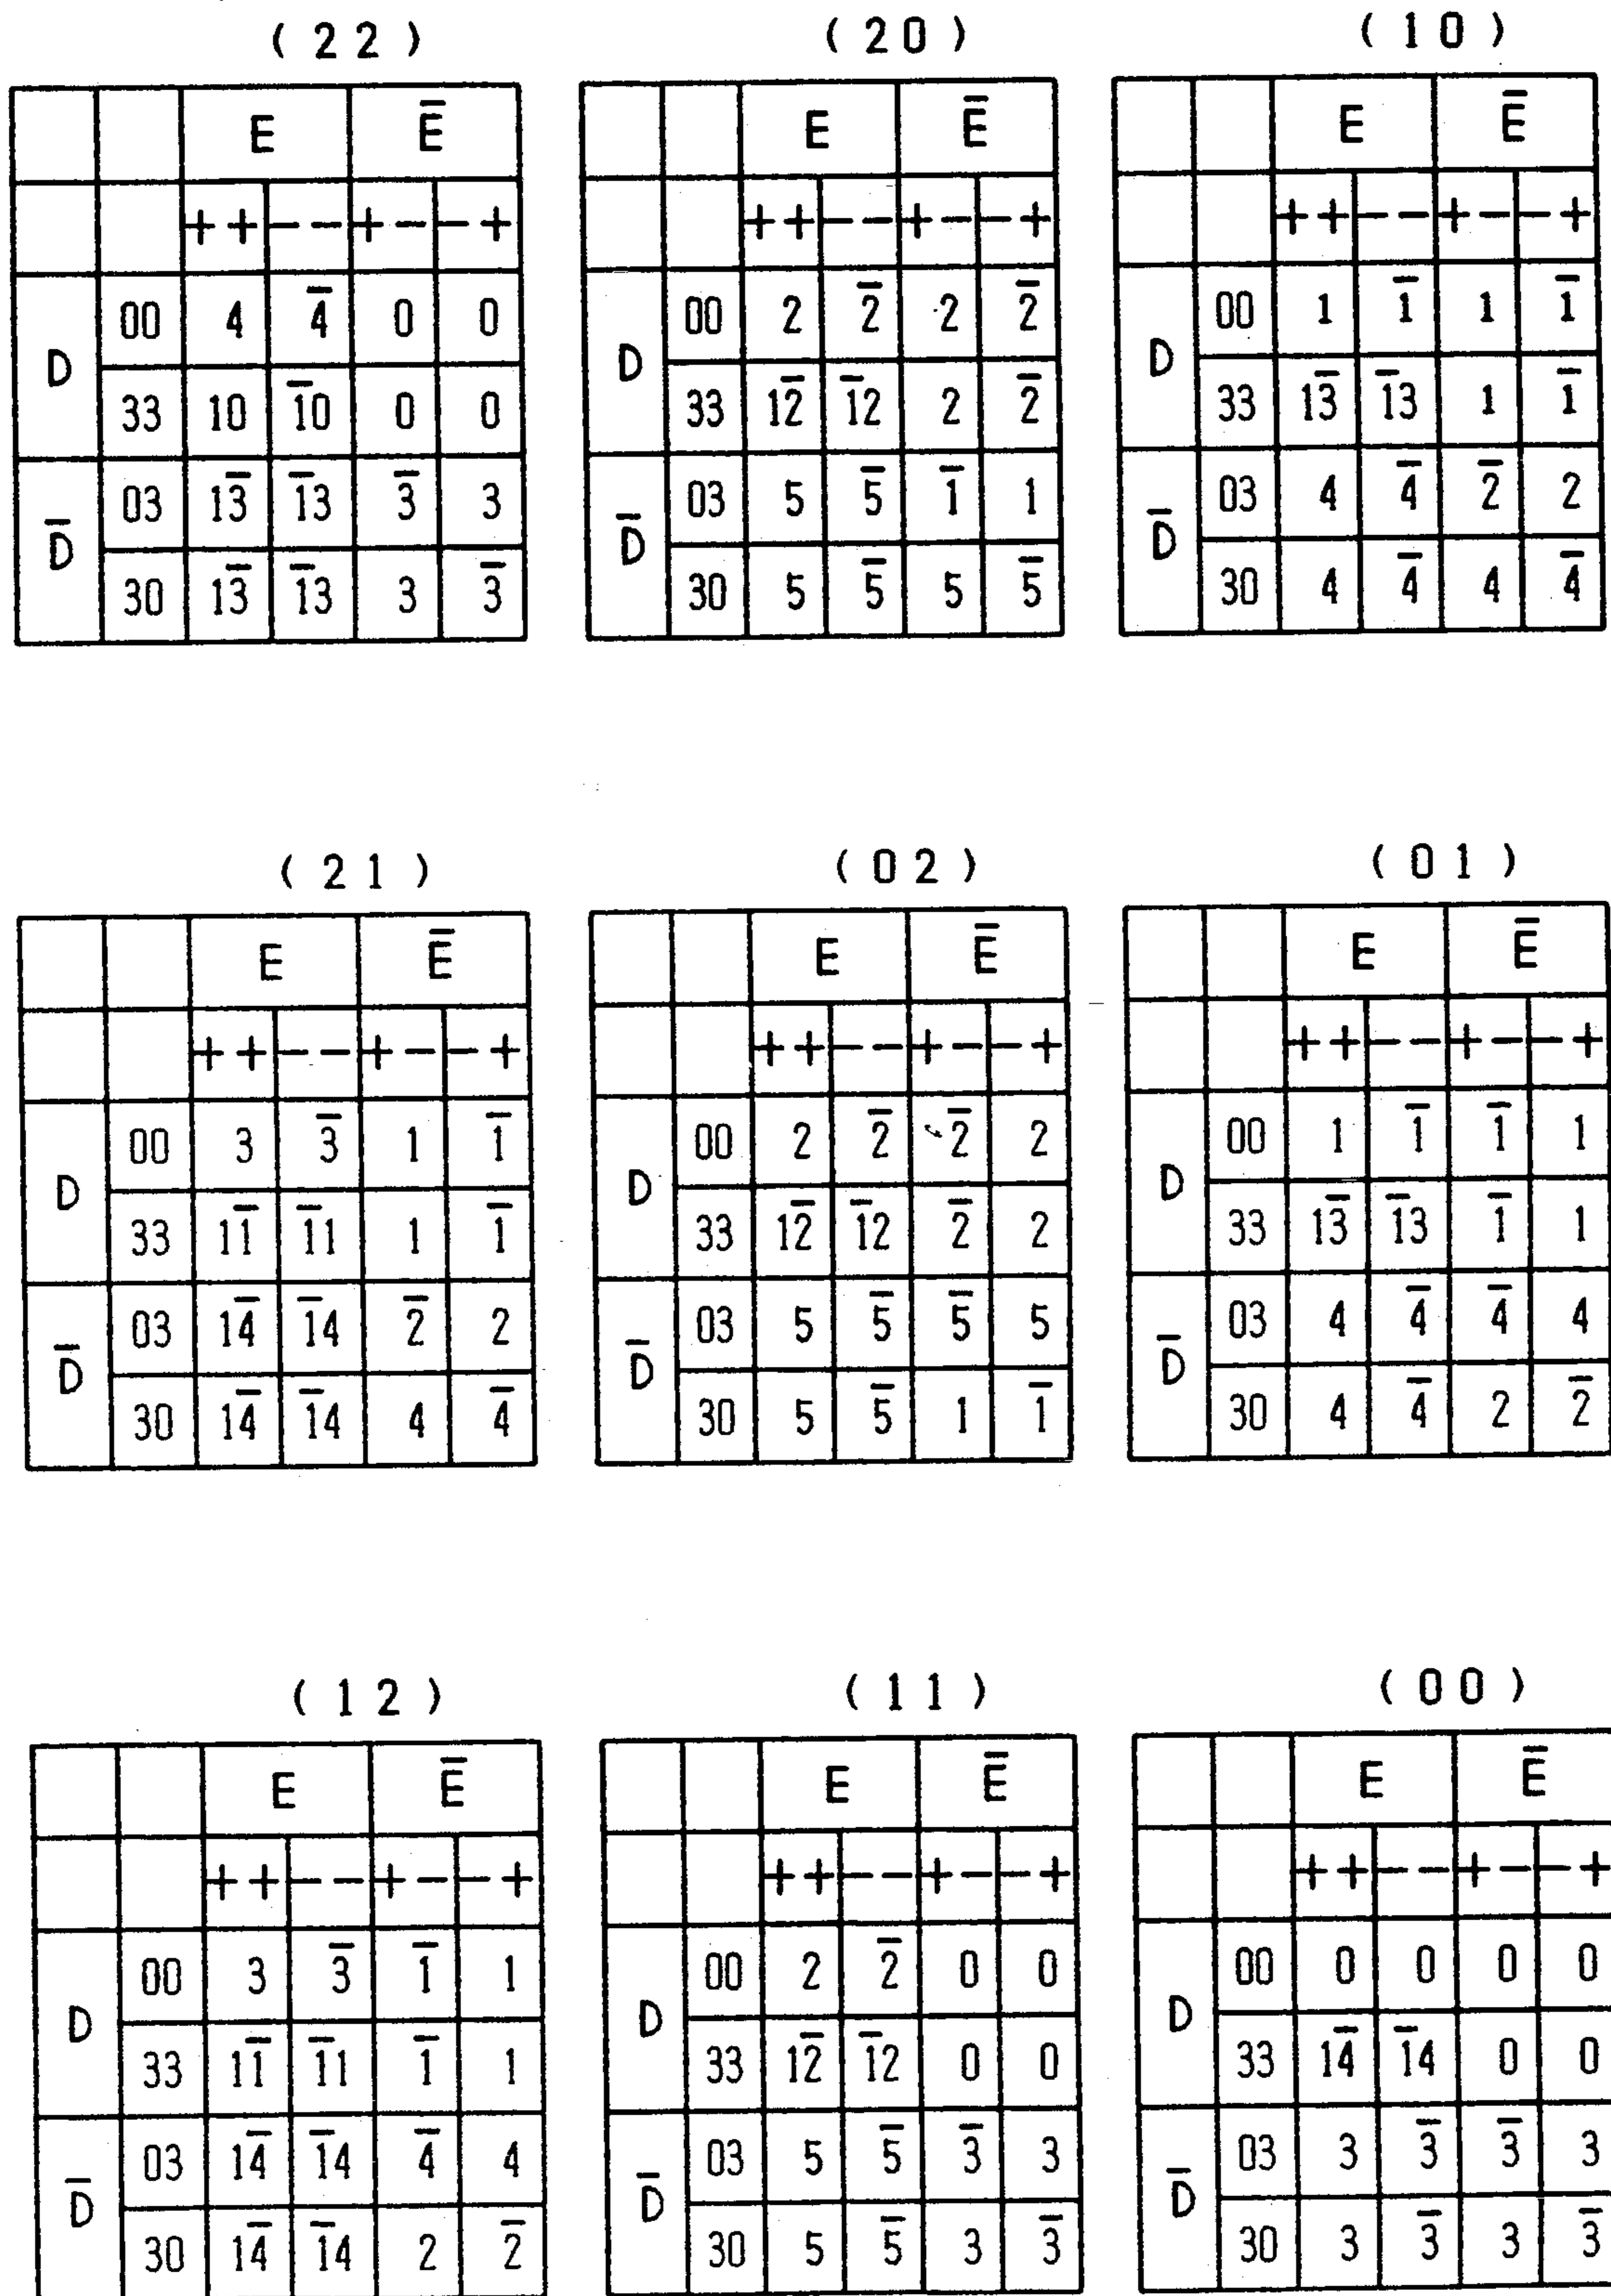 ( 2 2 ) ( 2 0 ) ( 1 0 )
E E̅ E E̅ E E̅
++ −− +− −+ ++ −− +− −+ ++ −− +− −+
D D D
00 4 4̅ 0 0 00 2 2̅ 2 2̅ 00 1 1̅ 1 1̅
33 10 1̅0 0 0 33 12̅ 1̅2 2 2̅ 33 13̅ 1̅3 1 1̅
D̅ D̅ D̅
03 13̅ 1̅3 3̅ 3 03 5 5̅ 1̅ 1 03 4 4̅ 2̅ 2
30 13̅ 1̅3 3 3̅ 30 5 5̅ 5 5̅ 30 4 4̅ 4 4̅
( 2 1 ) ( 0 2 ) ( 0 1 )
E E̅ E E̅ E E̅
++ −− +− −+ ++ −− +− −+ ++ −− +− −+
D D D
00 3 3̅ 1 1̅ 00 2 2̅ 2̅ 2 00 1 1̅ 1̅ 1
33 11̅ 1̅1 1 1̅ 33 12̅ 1̅2 2̅ 2 33 13̅ 1̅3 1̅ 1
D̅ D̅ D̅
03 14̅ 1̅4 2̅ 2 03 5 5̅ 5̅ 5 03 4 4̅ 4̅ 4
30 14̅ 1̅4 4 4̅ 30 5 5̅ 1 1̅ 30 4 4̅ 2 2̅
( 1 2 ) ( 1 1 ) ( 0 0 )
E E̅ E E̅ E E̅
++ −− +− −+ ++ −− +− −+ ++ −− +− −+
D D D
00 3 3̅ 1̅ 1 00 2 2̅ 0 0 00 0 0 0 0
33 11̅ 1̅1 1̅ 1 33 12̅ 1̅2 0 0 33 14̅ 1̅4 0 0
D̅ D̅ D̅
03 14̅ 1̅4 4̅ 4 03 5 5̅ 3̅ 3 03 3 3̅ 3̅ 3
30 14̅ 1̅4 2 2̅ 30 5 5̅ 3 3̅ 30 3 3̅ 3 3̅